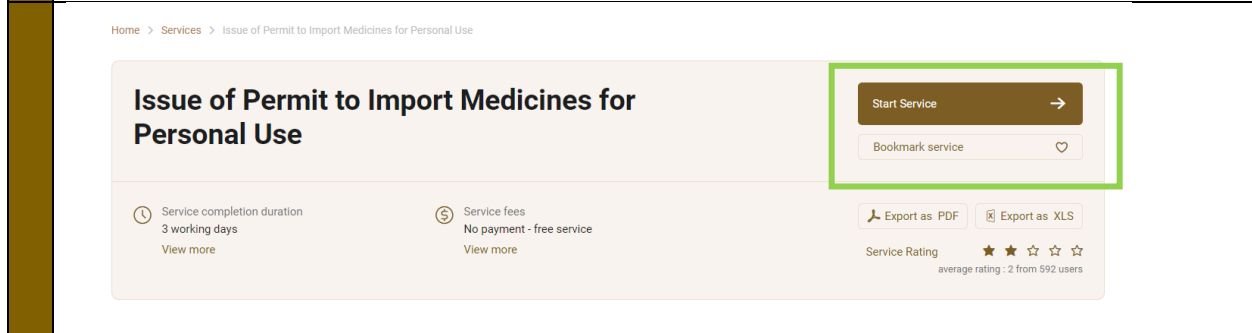 Home > Services > Issue of Permit to Import Medicines for Personal Use
Issue of Permit to Import Medicines for
Personal Use
Start Service
Bookmark service
Service completion duration
3 working days
View more
Service fees
No payment - free service
View more
Export as PDF
Export as XLS
Service Rating
average rating : 2 from 592 users